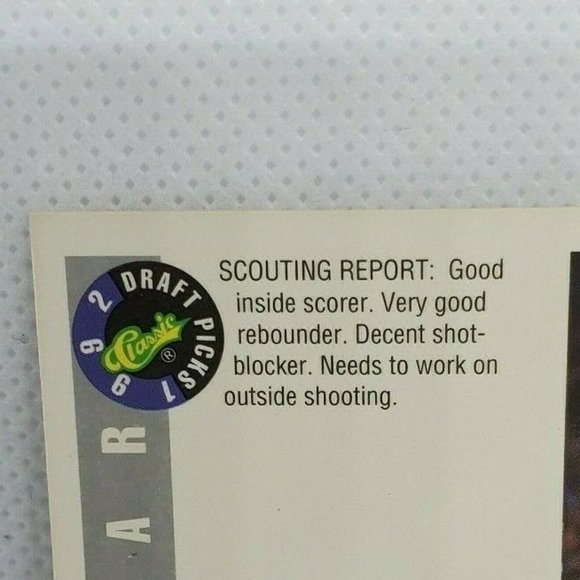 SCOUTING REPORT: Good
inside scorer. Very good
rebounder. Decent shot-
blocker. Needs to work on
outside shooting.
1992 DRAFT PICKS
Classic®
AR